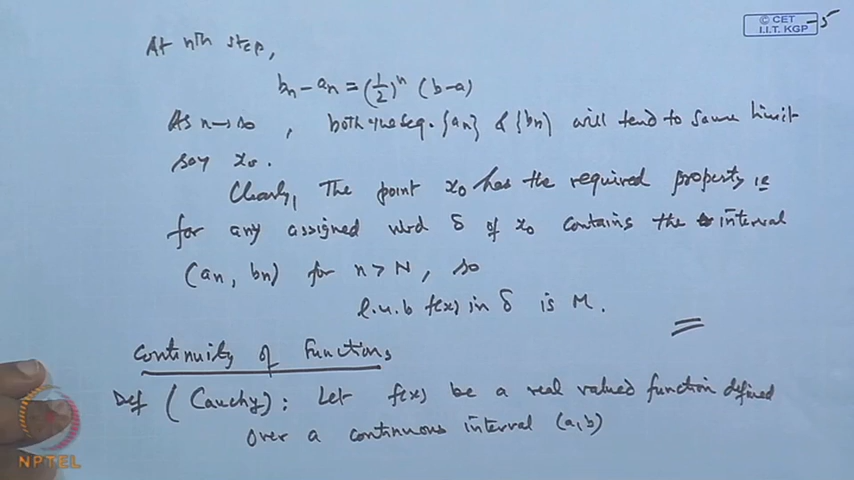 © CET
I.I.T. KGP
-5
At nth step,
bn - an = (1/2)^n (b-a)
As n→∞, both the seq. {an} & {bn} will tend to same limit
say x0.
Clearly, The point x0 has the required property ie
for any assigned nbd δ of x0 contains the interval
(an, bn) for n > N, so
l.u.b f(x) in δ is M.
Continuity of Functions
Def (Cauchy): Let f(x) be a real valued function defined
over a continuous interval (a,b)
NPTEL